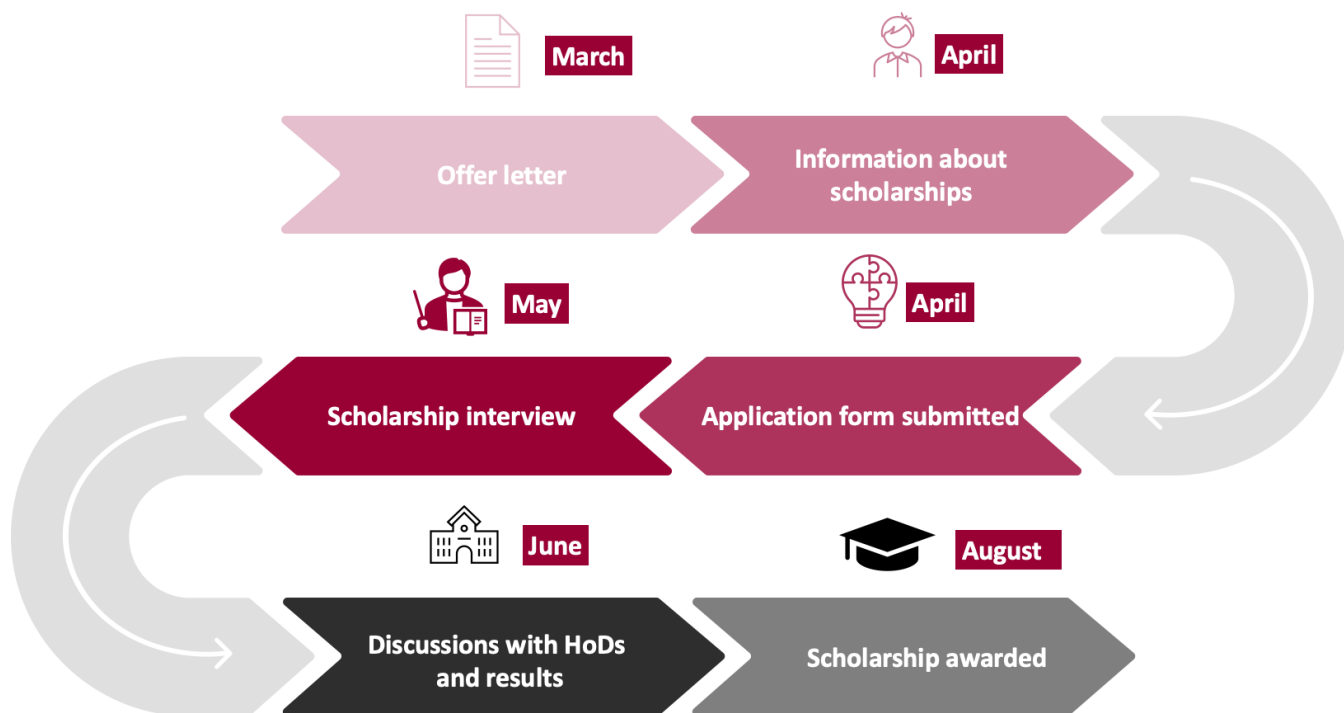 March
April
Offer letter
Information about
scholarships
May
April
Scholarship interview
Application form submitted
June
August
Discussions with HoDs
and results
Scholarship awarded